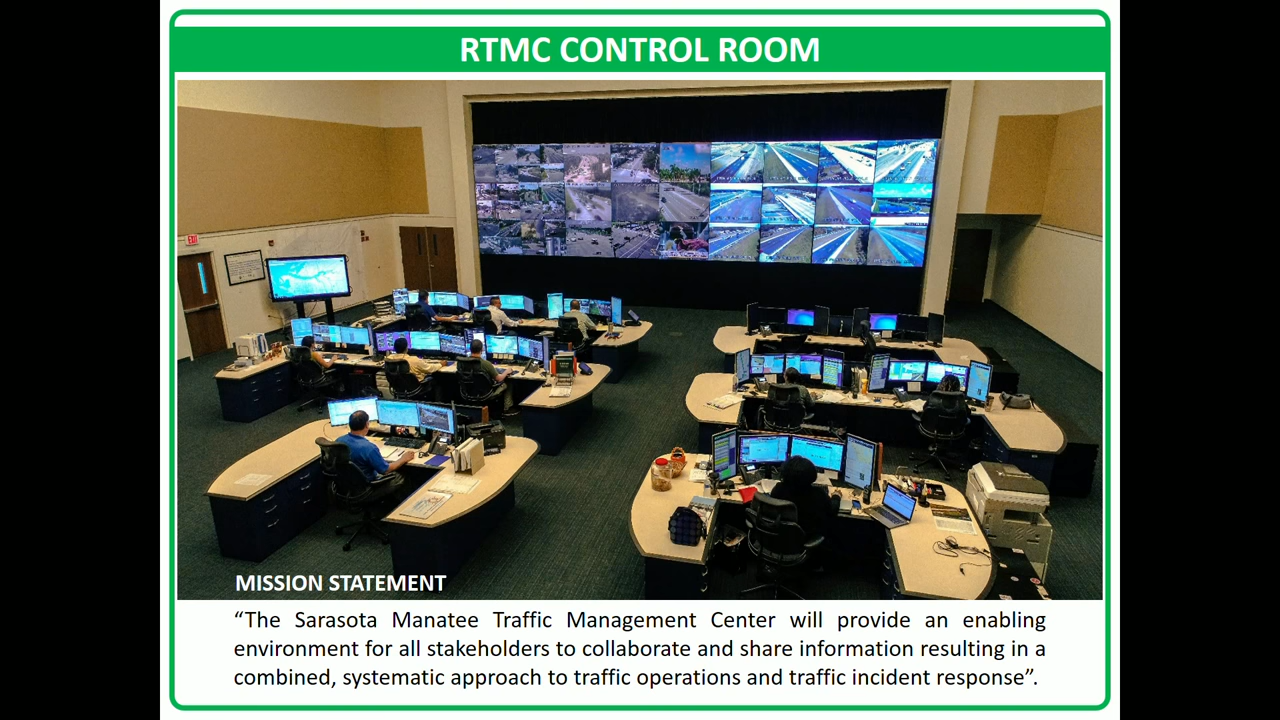 RTMC CONTROL ROOM
EXIT
MISSION STATEMENT
“The Sarasota Manatee Traffic Management Center will provide an enabling
environment for all stakeholders to collaborate and share information resulting in a
combined, systematic approach to traffic operations and traffic incident response”.